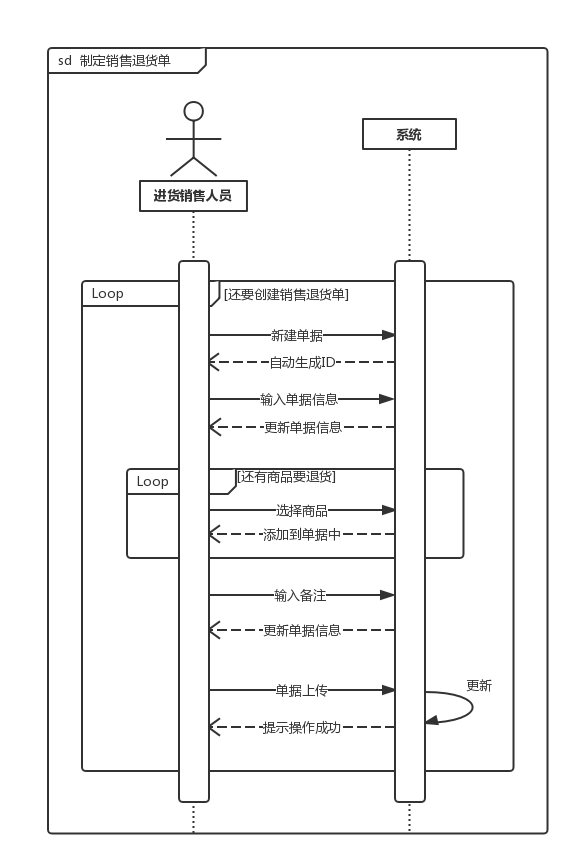 sd 制定销售退货单
系统
进货销售人员
Loop
[还要创建销售退货单]
新建单据
自动生成ID
输入单据信息
更新单据信息
Loop
[还有商品要退货]
选择商品
添加到单据中
输入备注
更新单据信息
单据上传
更新
提示操作成功